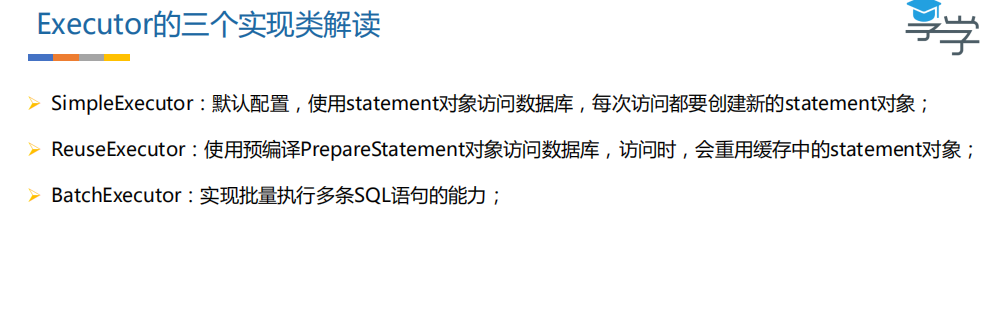 Executor的三个实现类解读
享学
SimpleExecutor：默认配置，使用statement对象访问数据库，每次访问都要创建新的statement对象；
ReuseExecutor：使用预编译PrepareStatement对象访问数据库，访问时，会重用缓存中的statement对象；
BatchExecutor：实现批量执行多条SQL语句的能力；